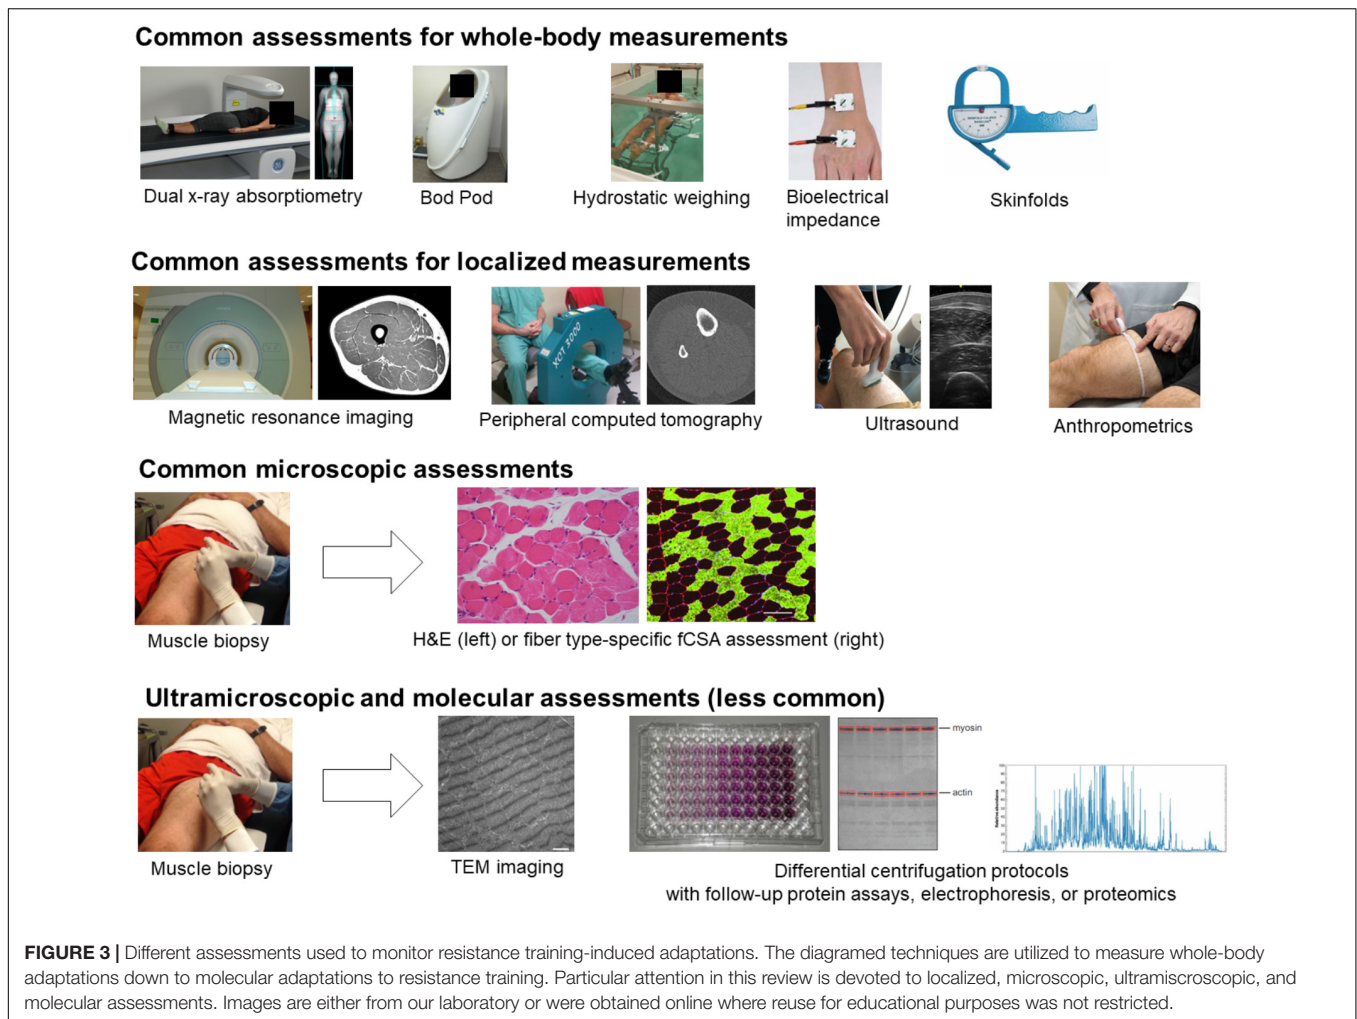 Common assessments for whole-body measurements
Dual x-ray absorptiometry
Bod Pod
Hydrostatic weighing
Bioelectrical
impedance
Skinfolds
Common assessments for localized measurements
XCT 3000
Magnetic resonance imaging
Peripheral computed tomography
Ultrasound
Anthropometrics
Common microscopic assessments
Muscle biopsy
H&E (left) or fiber type-specific fCSA assessment (right)
Ultramicroscopic and molecular assessments (less common)
myosin
actin
Relative abundance
Muscle biopsy
TEM imaging
Differential centrifugation protocols
with follow-up protein assays, electrophoresis, or proteomics
FIGURE 3 | Different assessments used to monitor resistance training-induced adaptations. The diagramed techniques are utilized to measure whole-body
adaptations down to molecular adaptations to resistance training. Particular attention in this review is devoted to localized, microscopic, ultramiscroscopic, and
molecular assessments. Images are either from our laboratory or were obtained online where reuse for educational purposes was not restricted.